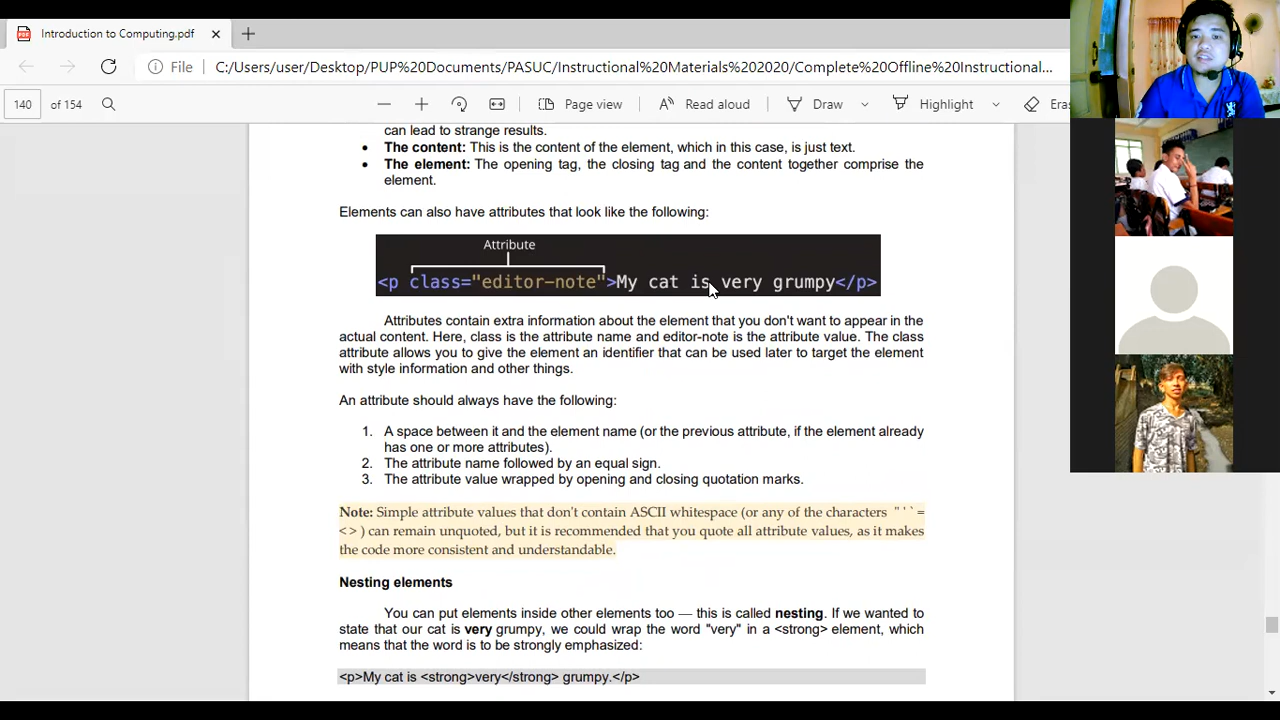 Introduction to Computing.pdf
File C:/Users/user/Desktop/PUP%20Documents/PASUC/Instructional%20Materials%202020/Complete%20Offline%20Instructional...
140 of 154 Page view Read aloud Draw Highlight Eras
can lead to strange results.
• The content: This is the content of the element, which in this case, is just text.
• The element: The opening tag, the closing tag and the content together comprise the
element.
Elements can also have attributes that look like the following:
Attribute
<p class="editor-note">My cat is very grumpy</p>
Attributes contain extra information about the element that you don't want to appear in the
actual content. Here, class is the attribute name and editor-note is the attribute value. The class
attribute allows you to give the element an identifier that can be used later to target the element
with style information and other things.
An attribute should always have the following:
1. A space between it and the element name (or the previous attribute, if the element already
has one or more attributes).
2. The attribute name followed by an equal sign.
3. The attribute value wrapped by opening and closing quotation marks.
Note: Simple attribute values that don't contain ASCII whitespace (or any of the characters " ' ` =
< > ) can remain unquoted, but it is recommended that you quote all attribute values, as it makes
the code more consistent and understandable.
Nesting elements
You can put elements inside other elements too — this is called nesting. If we wanted to
state that our cat is very grumpy, we could wrap the word "very" in a <strong> element, which
means that the word is to be strongly emphasized:
<p>My cat is <strong>very</strong> grumpy.</p>